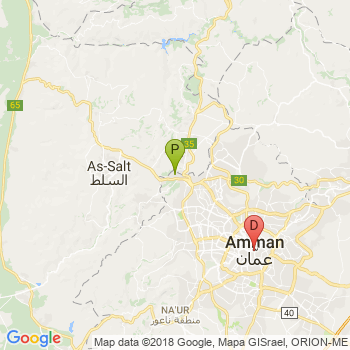 65
P
35
As-Salt
السلط
30
D
Amman
عمان
NA'UR
منطقة ناعور
40
Google
Map data ©2018 Google, Mapa GISrael, ORION-ME